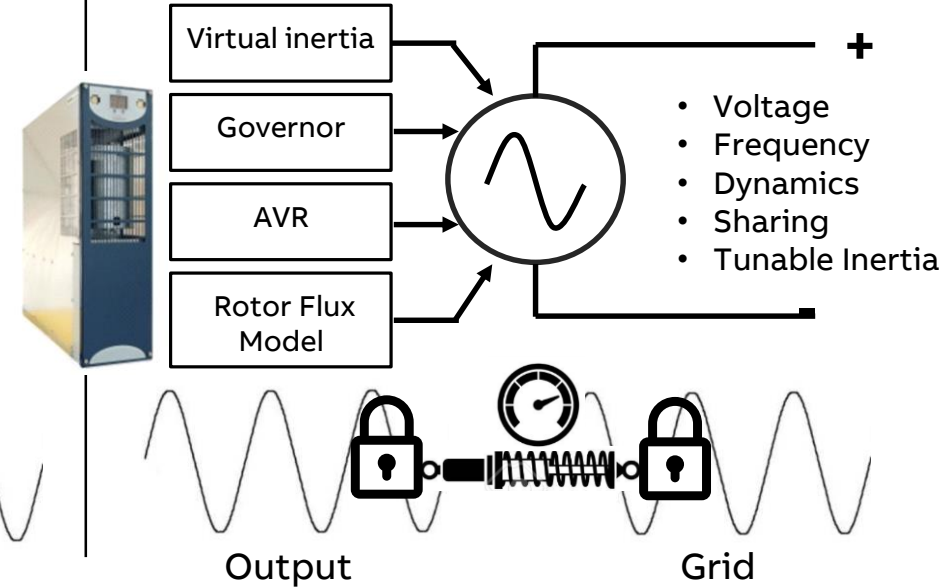 Virtual inertia
Governor
AVR
Rotor Flux
Model
+
• Voltage
• Frequency
• Dynamics
• Sharing
• Tunable Inertia
-
Output
Grid